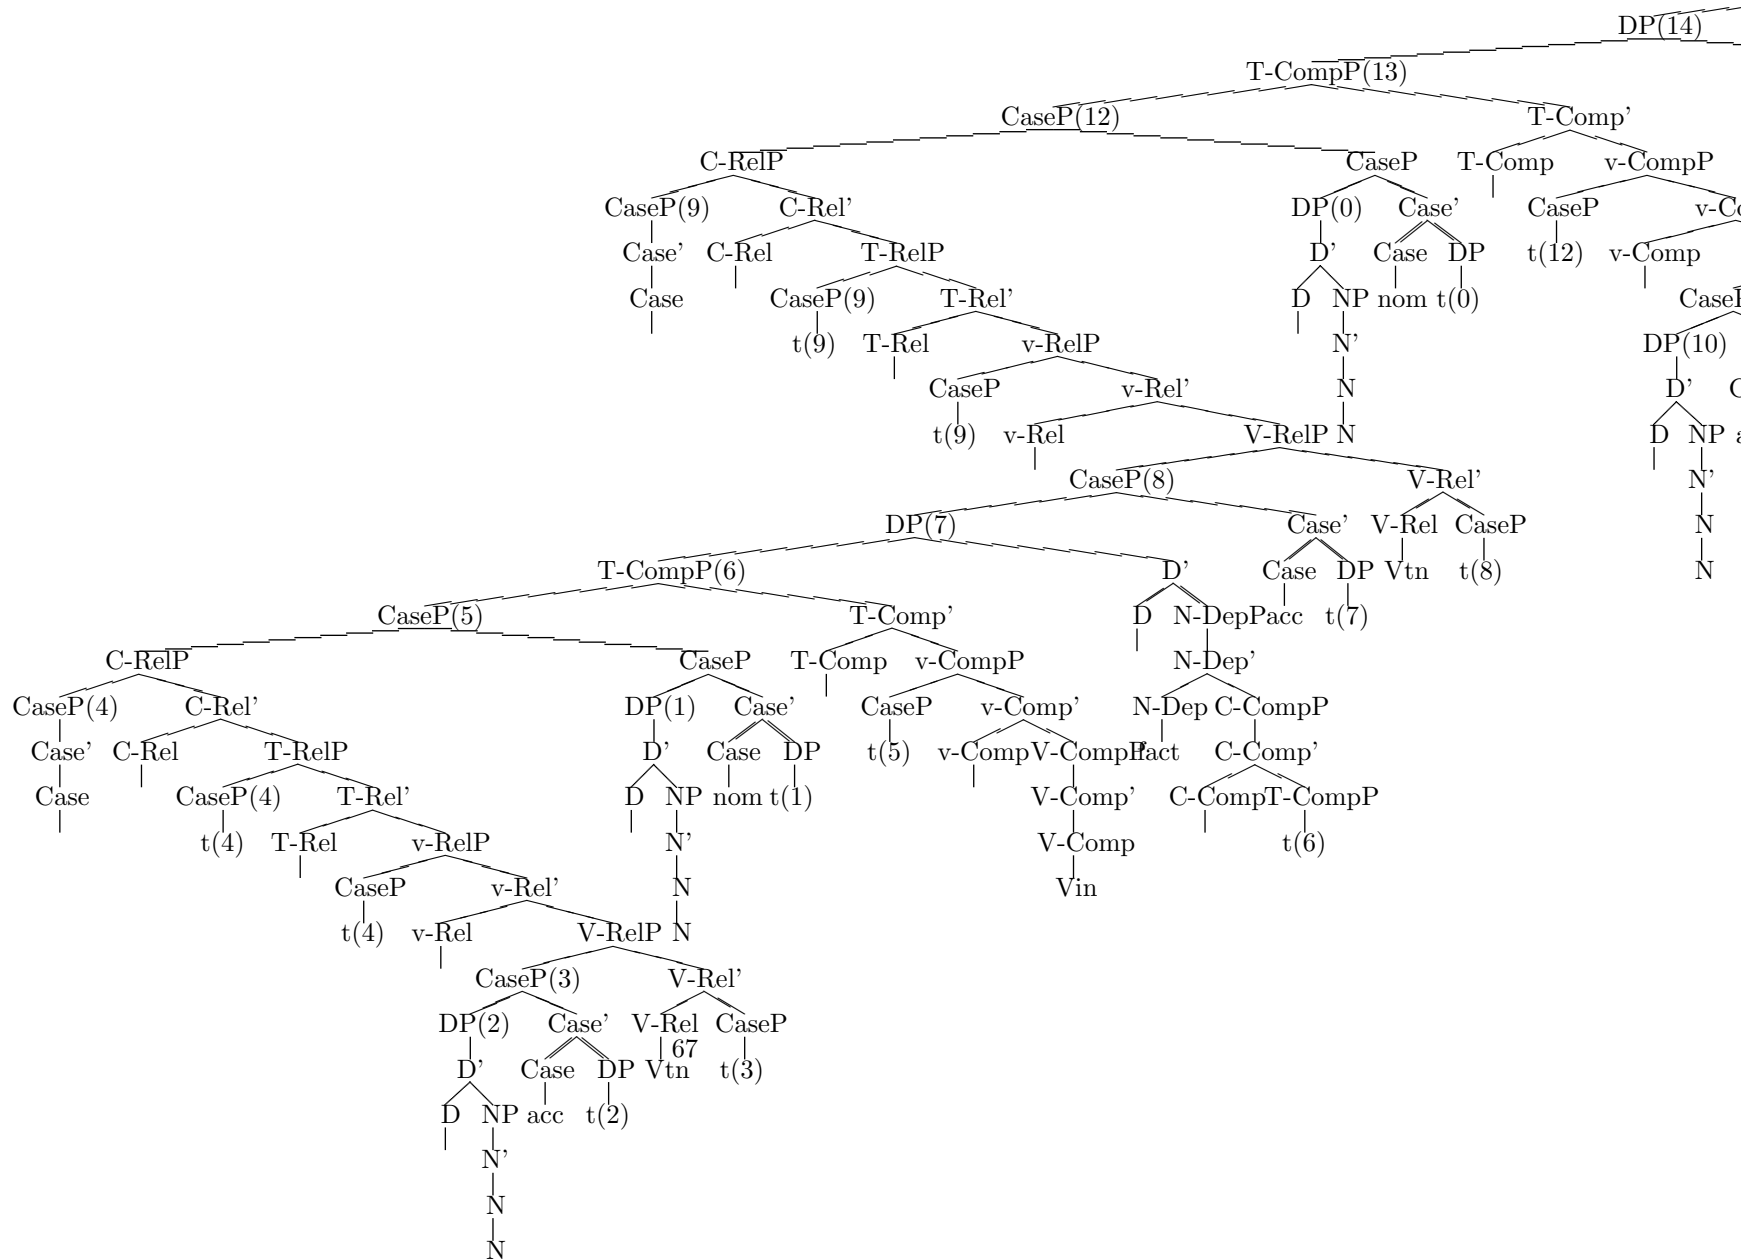 DP(14)
T-CompP(13)
CaseP(12) T-Comp'
C-RelP CaseP T-Comp v-CompP
CaseP(9) C-Rel' DP(0) Case' CaseP v-Co
Case' C-Rel T-RelP D' Case DP t(12) v-Comp
Case CaseP(9) T-Rel' D NP nom t(0) CaseP
t(9) T-Rel v-RelP N' DP(10)
CaseP v-Rel' N D'
t(9) v-Rel V-RelP N D NP a
CaseP(8) V-Rel' N'
DP(7) Case' V-Rel CaseP N
T-CompP(6) D' Case DP Vtn t(8) N
CaseP(5) T-Comp' D N-DepP acc t(7)
C-RelP CaseP T-Comp v-CompP N-Dep'
CaseP(4) C-Rel' DP(1) Case' CaseP v-Comp' N-Dep C-CompP
Case' C-Rel T-RelP D' Case DP t(5) v-Comp V-CompP Fact C-Comp'
Case CaseP(4) T-Rel' D NP nom t(1) V-Comp' C-Comp T-CompP
t(4) T-Rel v-RelP N' V-Comp t(6)
CaseP v-Rel' N Vin
t(4) v-Rel V-RelP N
CaseP(3) V-Rel'
DP(2) Case' V-Rel CaseP
67
D' Case DP Vtn t(3)
D NP acc t(2)
N'
N
N